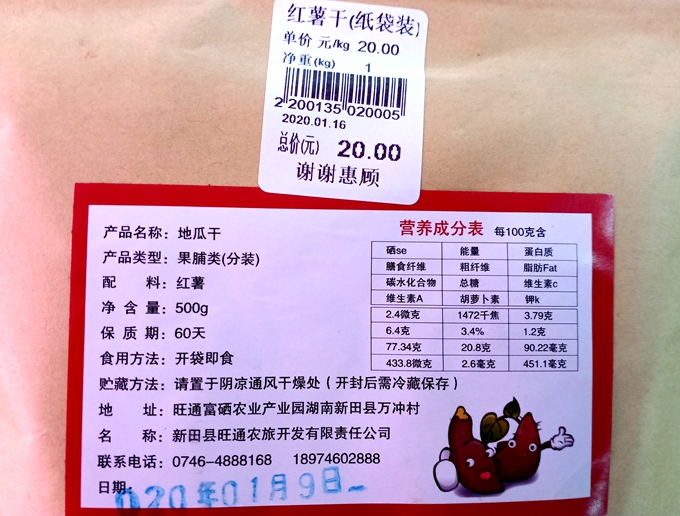 红薯干(纸袋装)
单价 元/kg 20.00
净重(kg) 1
2 200135 020005
2020.01.16
总价(元) 20.00
谢谢惠顾
产品名称：地瓜干
产品类型：果脯类(分装)
配 料：红薯
净 含 量：500g
保 质 期：60天
食用方法：开袋即食
贮藏方法：请置于阴凉通风干燥处（开封后需冷藏保存）
地 址：旺通富硒农业产业园湖南新田县万冲村
名 称：新田县旺通农旅开发有限责任公司
联系电话：0746-4888168 18974602888
日期：020年01月9日
营养成分表 每100克含
硒se 能量 蛋白质
膳食纤维 粗纤维 脂肪Fat
碳水化合物 总糖 维生素c
维生素A 胡萝卜素 钾k
2.4微克 1472千焦 3.79克
6.4克 3.4% 1.2克
77.34克 20.8克 90.22毫克
433.8微克 2.6毫克 451.1毫克